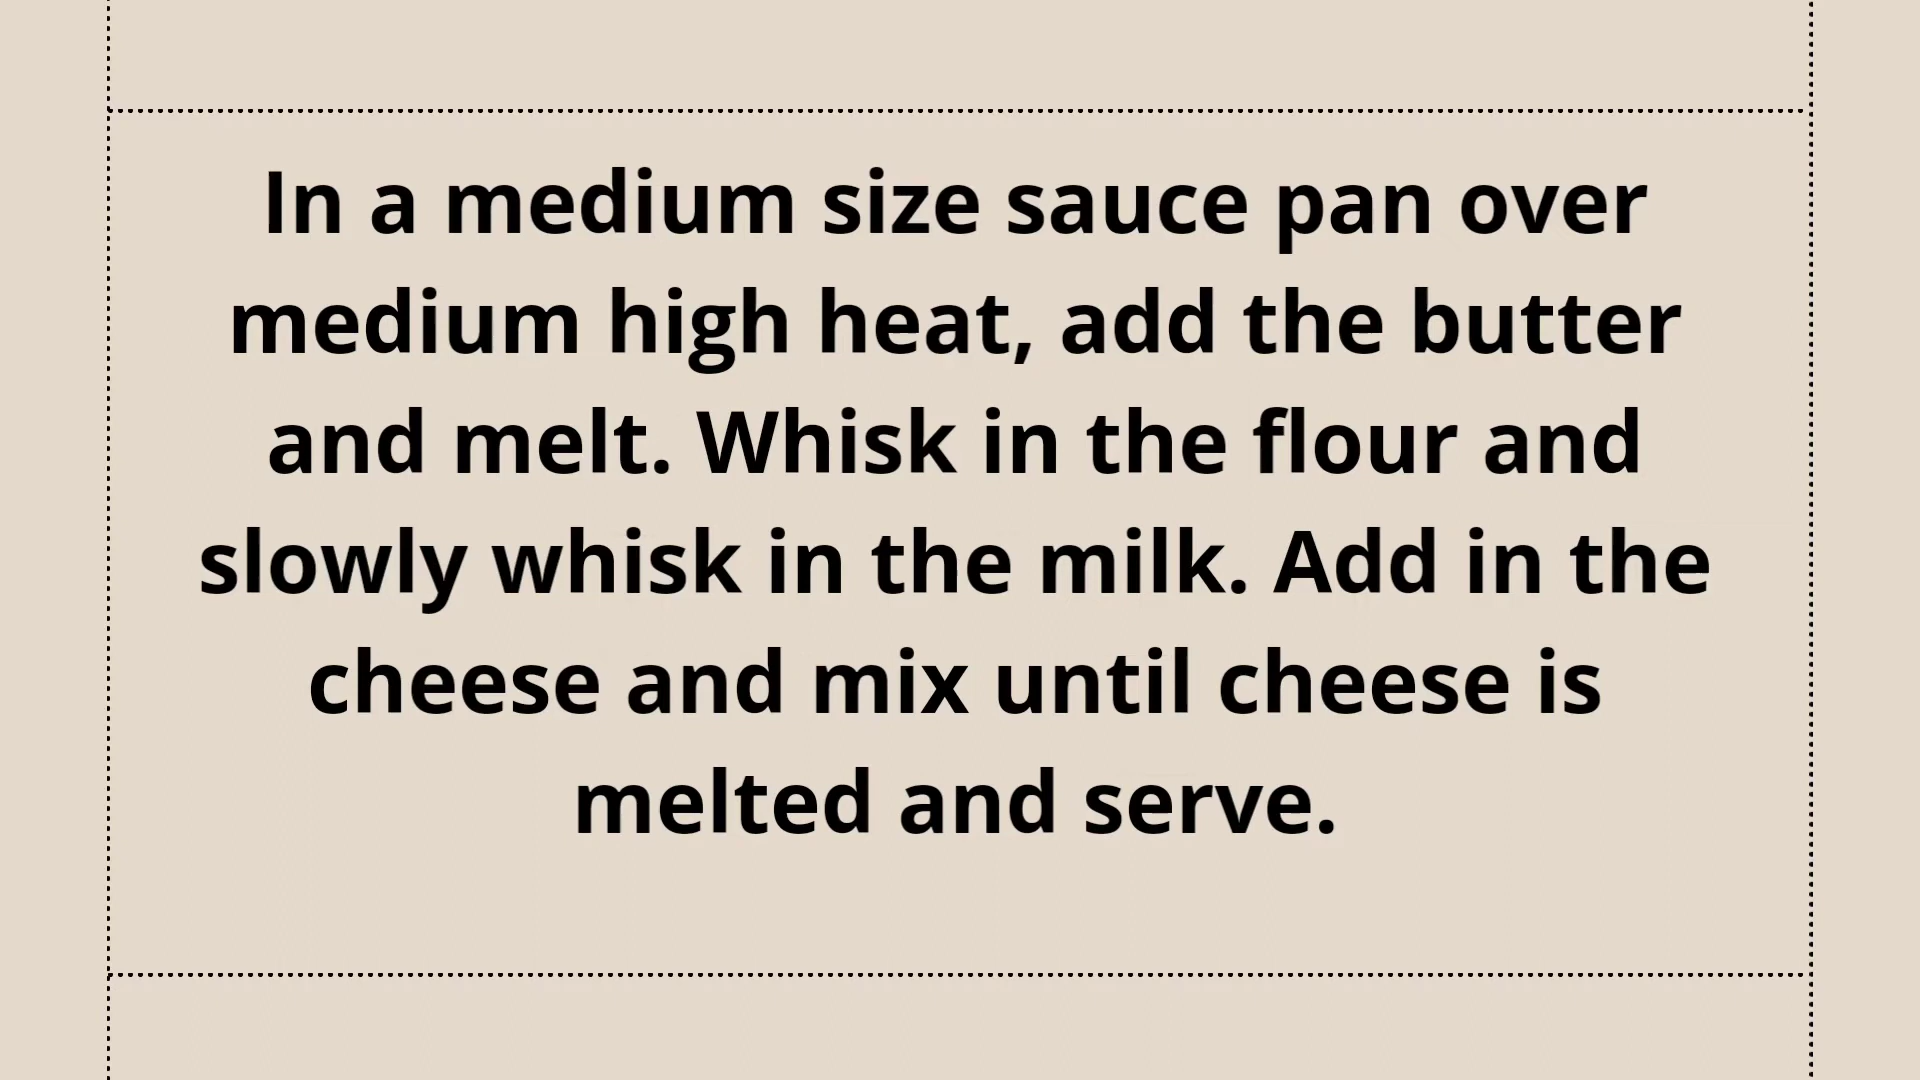 In a medium size sauce pan over
medium high heat, add the butter
and melt. Whisk in the flour and
slowly whisk in the milk. Add in the
cheese and mix until cheese is
melted and serve.